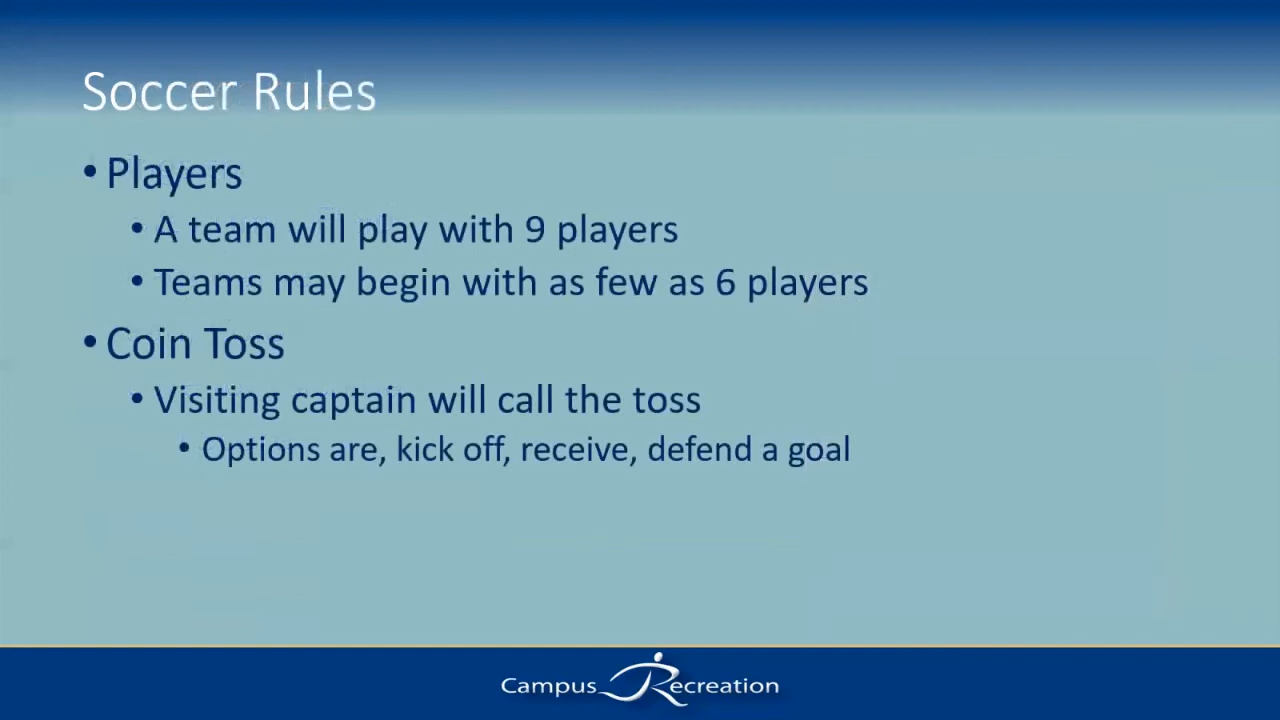 Soccer Rules
• Players
• A team will play with 9 players
• Teams may begin with as few as 6 players
• Coin Toss
• Visiting captain will call the toss
• Options are, kick off, receive, defend a goal
Campus Recreation